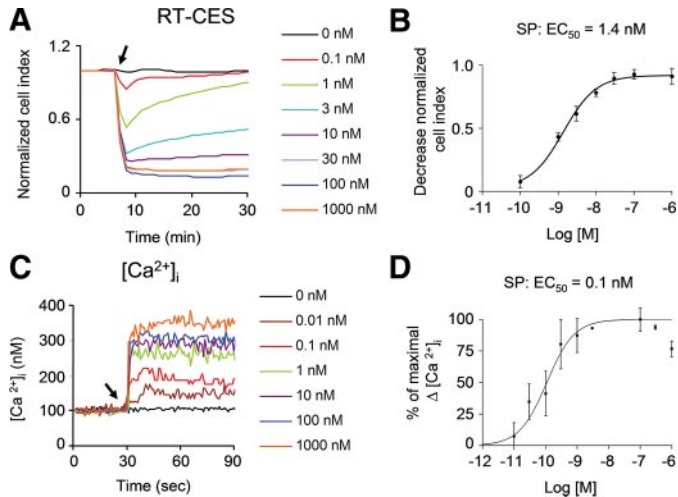 A
RT-CES
Normalized cell index
1.2
0.6
0
0
10
20
30
Time (min)
0 nM
0.1 nM
1 nM
3 nM
10 nM
30 nM
100 nM
1000 nM
B
SP: EC50 = 1.4 nM
Decrease normalized
cell index
1.0
0.5
0
-11
-10
-9
-8
-7
-6
Log [M]
C
[Ca2+]i
[Ca 2+]i (nM)
400
300
200
100
0
0
30
60
90
Time (sec)
0 nM
0.01 nM
0.1 nM
1 nM
10 nM
100 nM
1000 nM
D
SP: EC50 = 0.1 nM
% of maximal
Δ [Ca 2+]i
100
75
50
25
0
-12
-11
-10
-9
-8
-7
-6
Log [M]